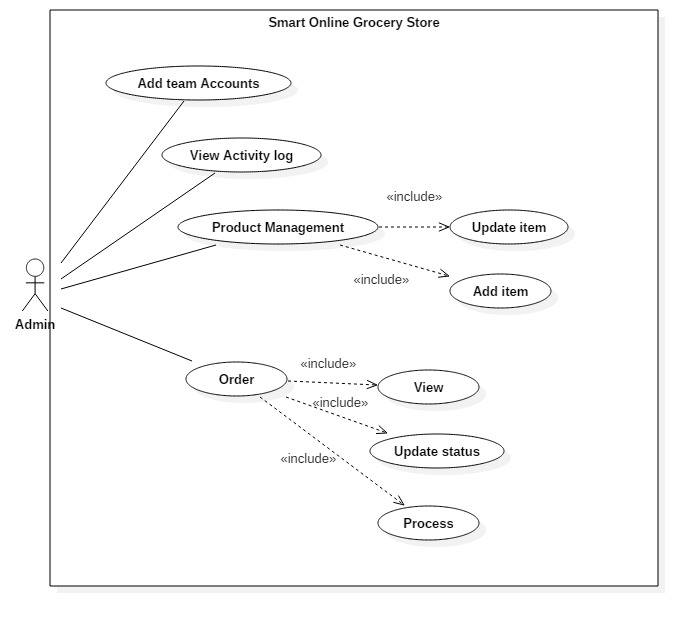 Smart Online Grocery Store
Add team Accounts
View Activity log
«include»
Product Management
Update item
«include»
Add item
Admin
«include»
Order
View
«include»
Update status
«include»
Process